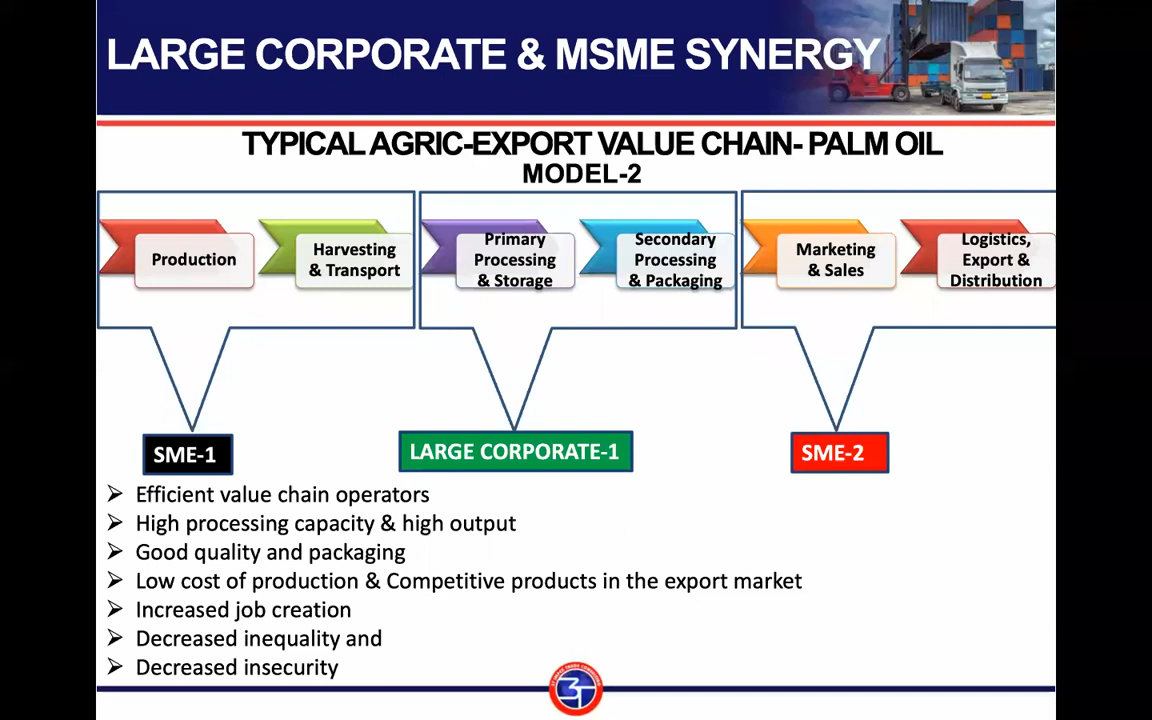 LARGE CORPORATE & MSME SYNERGY
TYPICAL AGRIC-EXPORT VALUE CHAIN- PALM OIL
MODEL-2
Production
Harvesting
& Transport
Primary
Processing
& Storage
Secondary
Processing
& Packaging
Marketing
& Sales
Logistics,
Export &
Distribution
SME-1
LARGE CORPORATE-1
SME-2
➢ Efficient value chain operators
➢ High processing capacity & high output
➢ Good quality and packaging
➢ Low cost of production & Competitive products in the export market
➢ Increased job creation
➢ Decreased inequality and
➢ Decreased insecurity